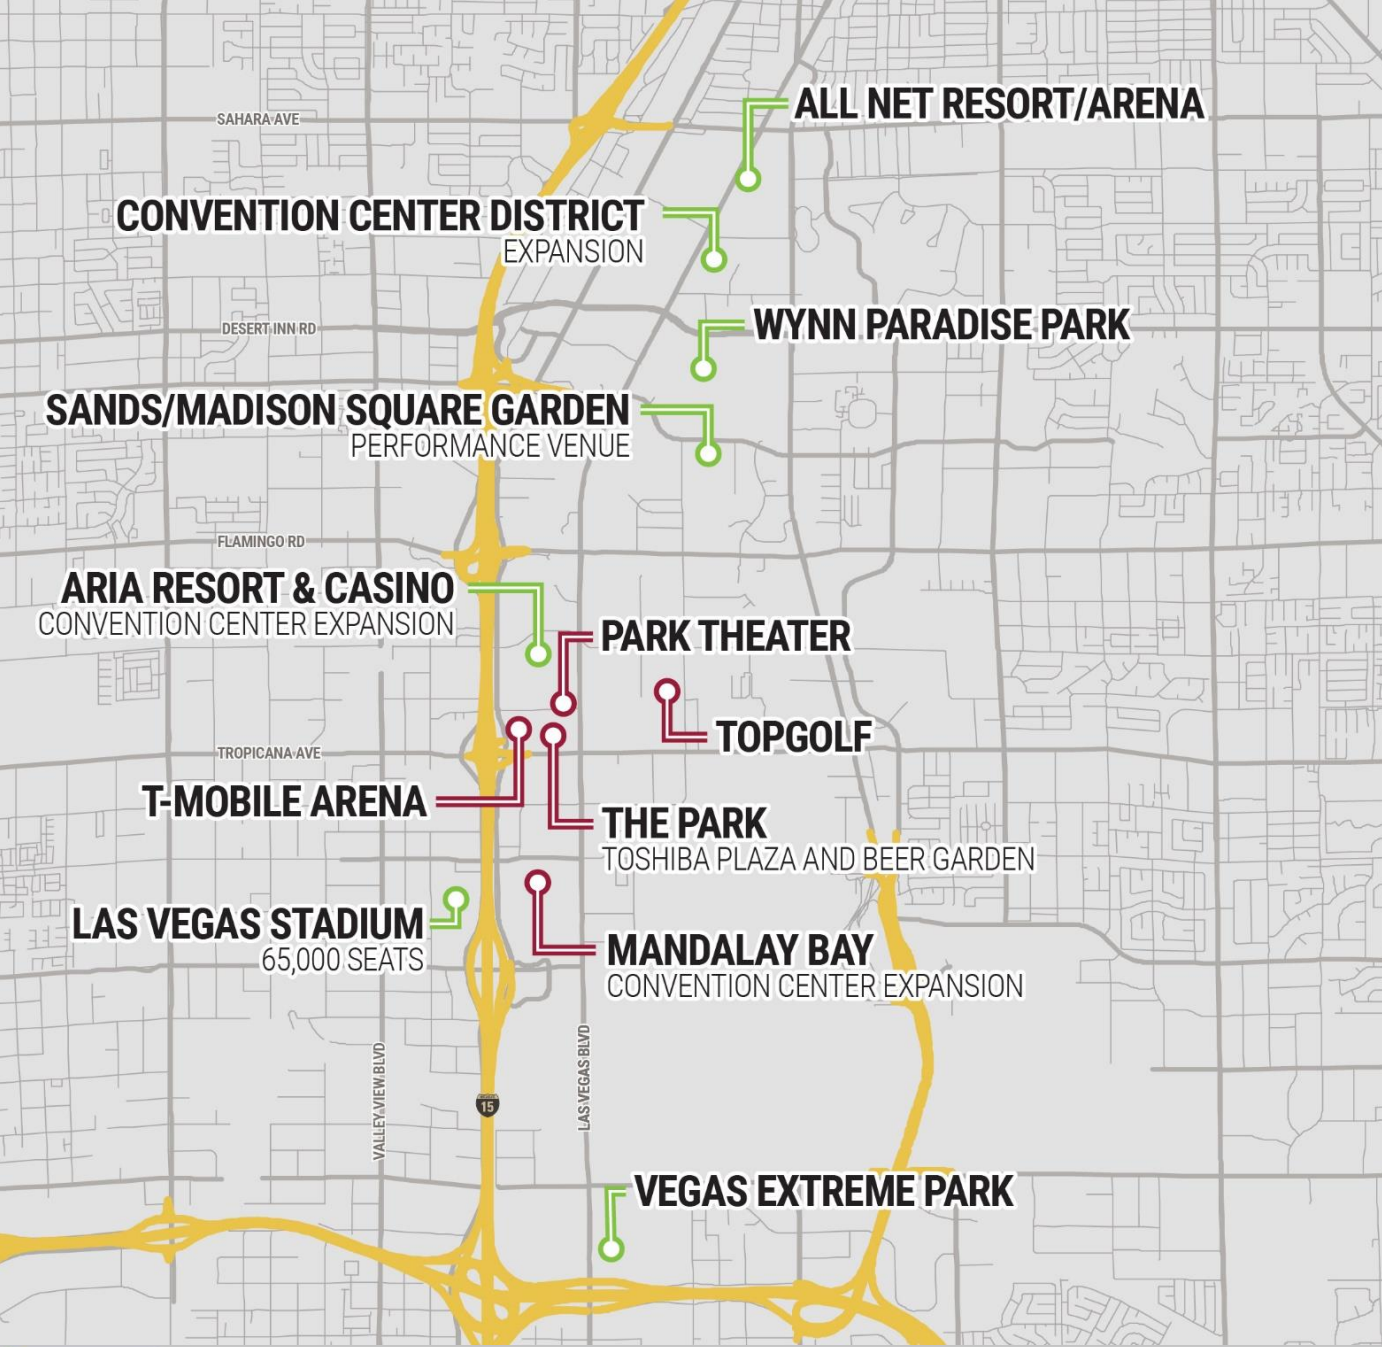 ALL NET RESORT/ARENA
SAHARA AVE
CONVENTION CENTER DISTRICT
EXPANSION
WYNN PARADISE PARK
DESERT INN RD
SANDS/MADISON SQUARE GARDEN
PERFORMANCE VENUE
FLAMINGO RD
ARIA RESORT & CASINO
CONVENTION CENTER EXPANSION
PARK THEATER
TOPGOLF
TROPICANA AVE
T-MOBILE ARENA
THE PARK
TOSHIBA PLAZA AND BEER GARDEN
LAS VEGAS STADIUM
65,000 SEATS
MANDALAY BAY
CONVENTION CENTER EXPANSION
VALLEY VIEW BLVD
15
LAS VEGAS BLVD
VEGAS EXTREME PARK